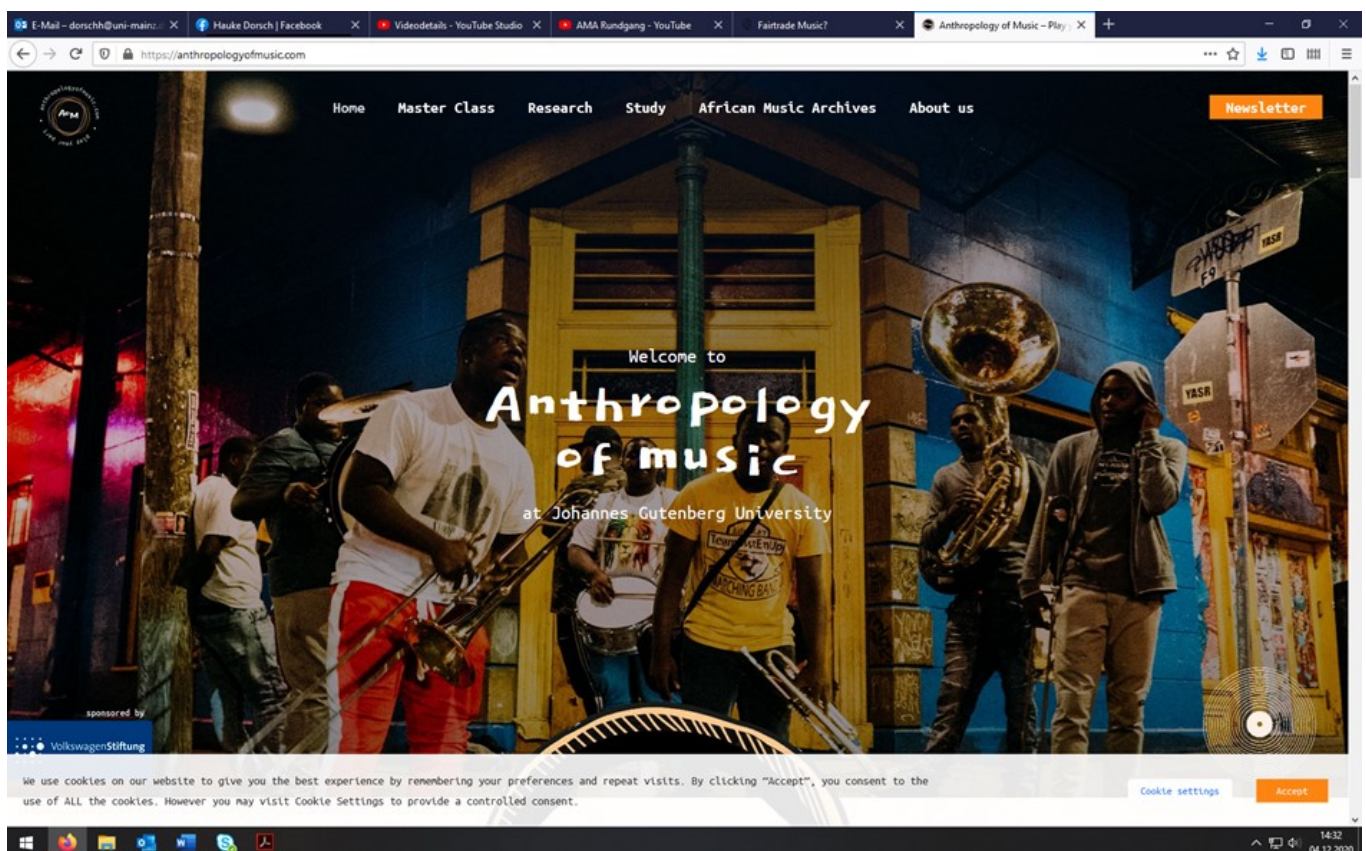 E-Mail – dorschh@uni-mainz.d
Hauke Dorsch | Facebook
Videodetails - YouTube Studio
AMA Rundgang - YouTube
Fairtrade Music?
Anthropology of Music – Play
https://anthropologyofmusic.com
AoM
Home
Master Class
Research
Study
African Music Archives
About us
Newsletter
YASR
F9
YASR
Welcome to
Anthropology
of music
at Johannes Gutenberg University
MARCHING BAND
sponsored by
VolkswagenStiftung
We use cookies on our website to give you the best experience by remembering your preferences and repeat visits. By clicking "Accept", you consent to the
use of ALL the cookies. However you may visit Cookie Settings to provide a controlled consent.
Cookie settings
Accept
14:32
04.12.2020